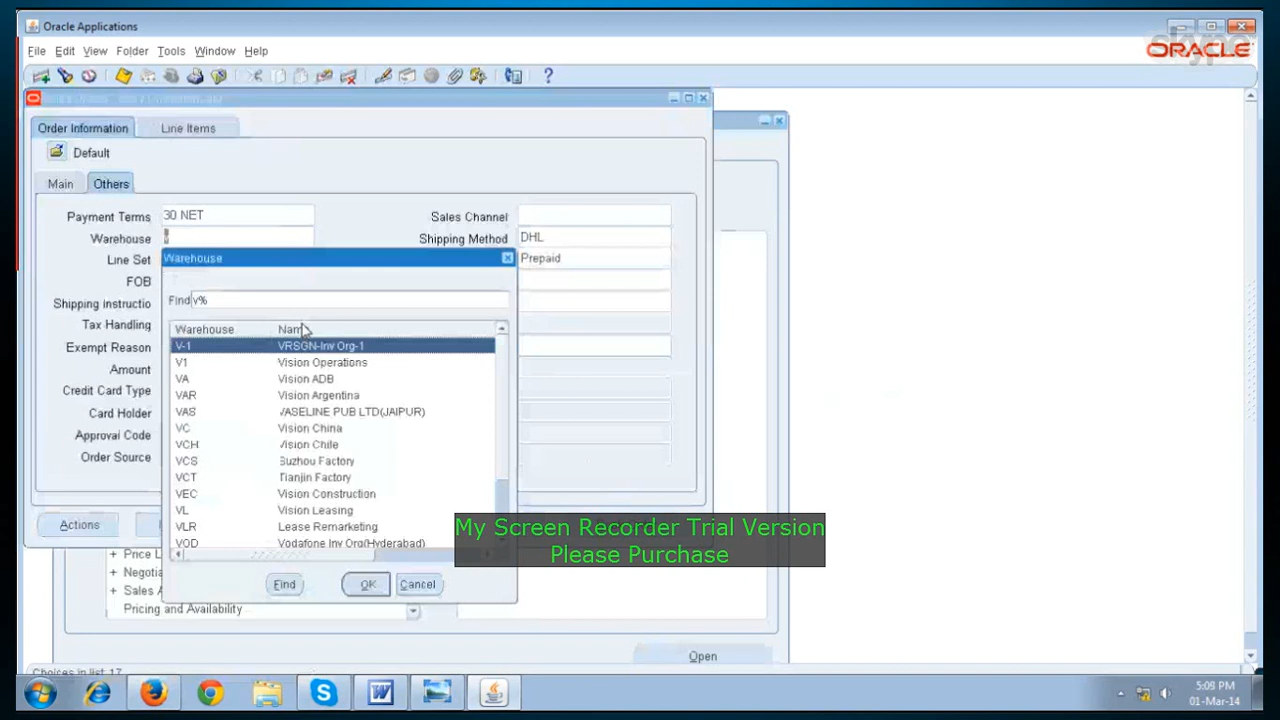 Oracle Applications
File Edit View Folder Tools Window Help
skype
ORACLE
Order Information Line Items
Default
Main Others
Payment Terms 30 NET Sales Channel
Warehouse Shipping Method DHL
Line Set Prepaid
FOB
Shipping Instructio
Tax Handling
Exempt Reason
Amount
Credit Card Type
Card Holder
Approval Code
Order Source
Actions
Warehouse
Find v%
Warehouse Name
V-1 VRSGN-Inv Org-1
V1 Vision Operations
VA Vision ADB
VAR Vision Argentina
VAS VASELINE PUB LTD(JAIPUR)
VC Vision China
VCH Vision Chile
VCS Suzhou Factory
VCT Tianjin Factory
VEC Vision Construction
VL Vision Leasing
VLR Lease Remarketing
VOD Vodafone Inv Org(Hyderabad)
Find OK Cancel
My Screen Recorder Trial Version
Please Purchase
+ Price L
+ Negotia
+ Sales A
Pricing and Availability
Open
Choices in list: 17
5:09 PM
01-Mar-14